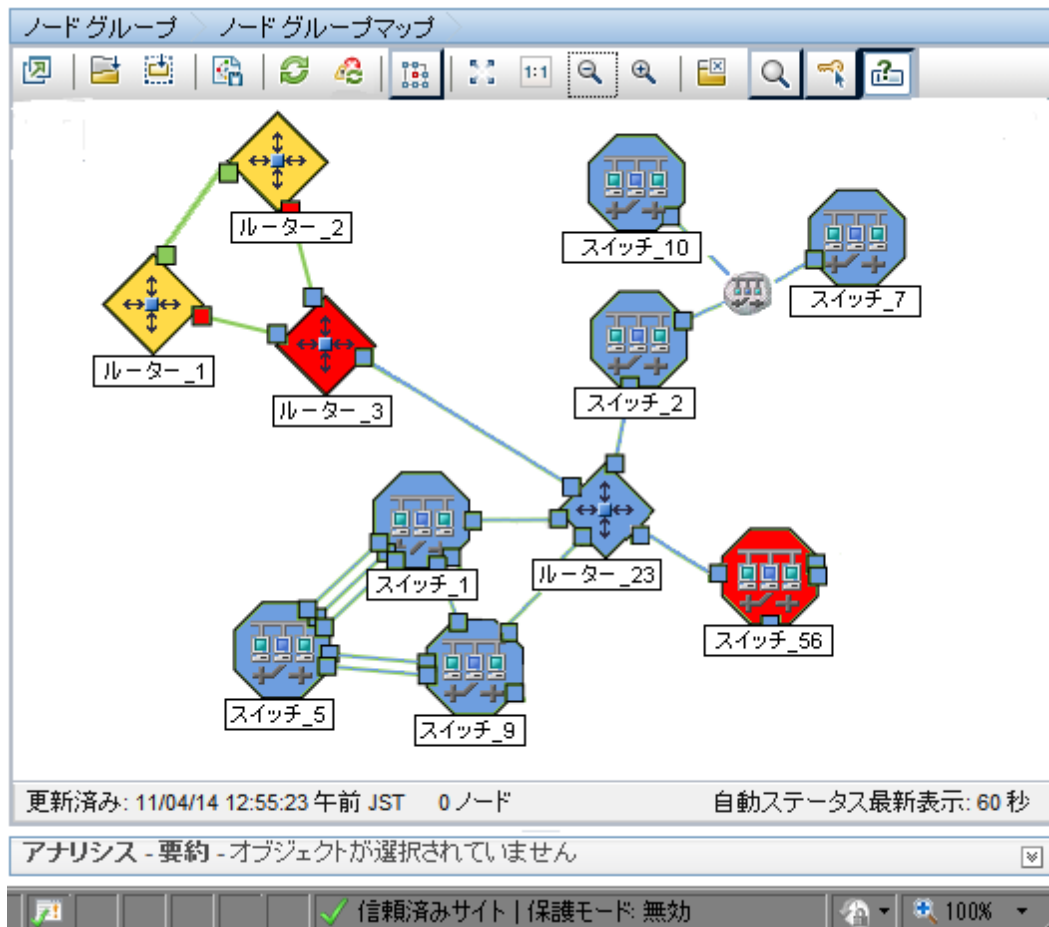 ノード グループ ノード グループマップ
1:1
ルーター_2
スイッチ_10
スイッチ_7
ルーター_1
スイッチ_2
ルーター_3
スイッチ_1
ルーター_23
スイッチ_56
スイッチ_5
スイッチ_9
更新済み: 11/04/14 12:55:23 午前 JST 0 ノード 自動ステータス最新表示: 60 秒
アナリシス - 要約 - オブジェクトが選択されていません
信頼済みサイト | 保護モード: 無効 100%